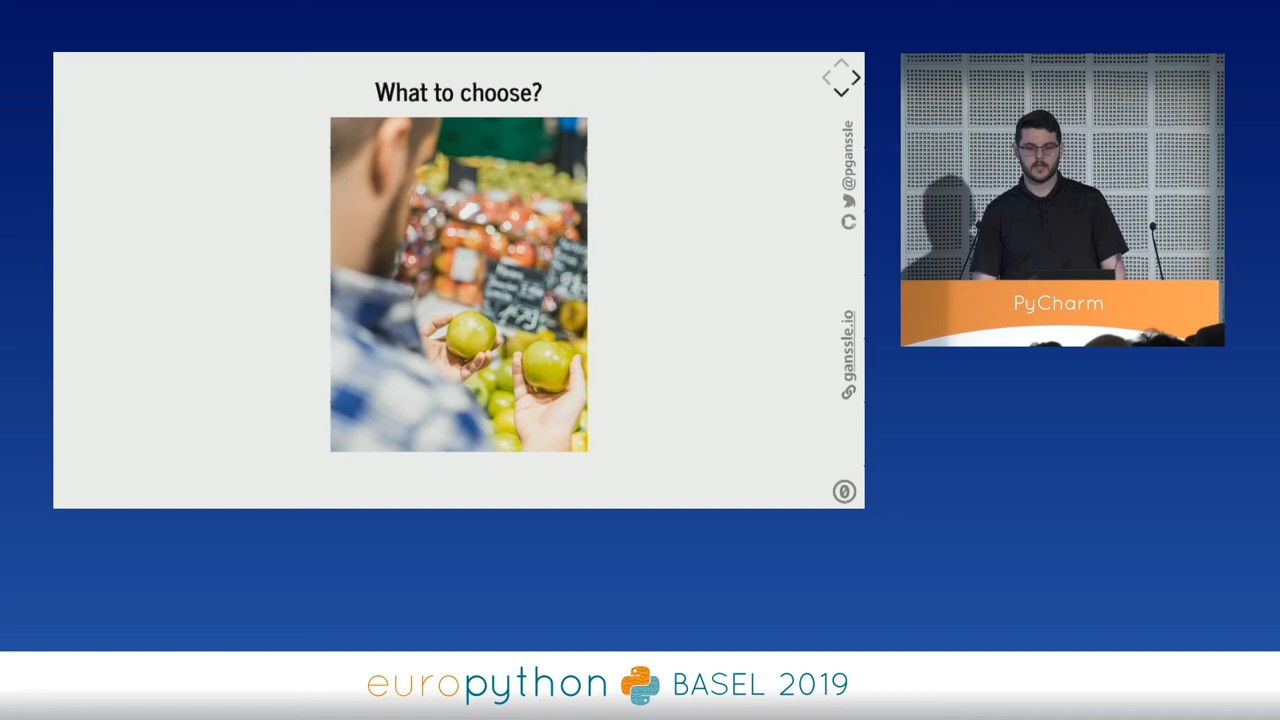 What to choose?
@pganssle
ganssle.io
PyCharm
europython BASEL 2019